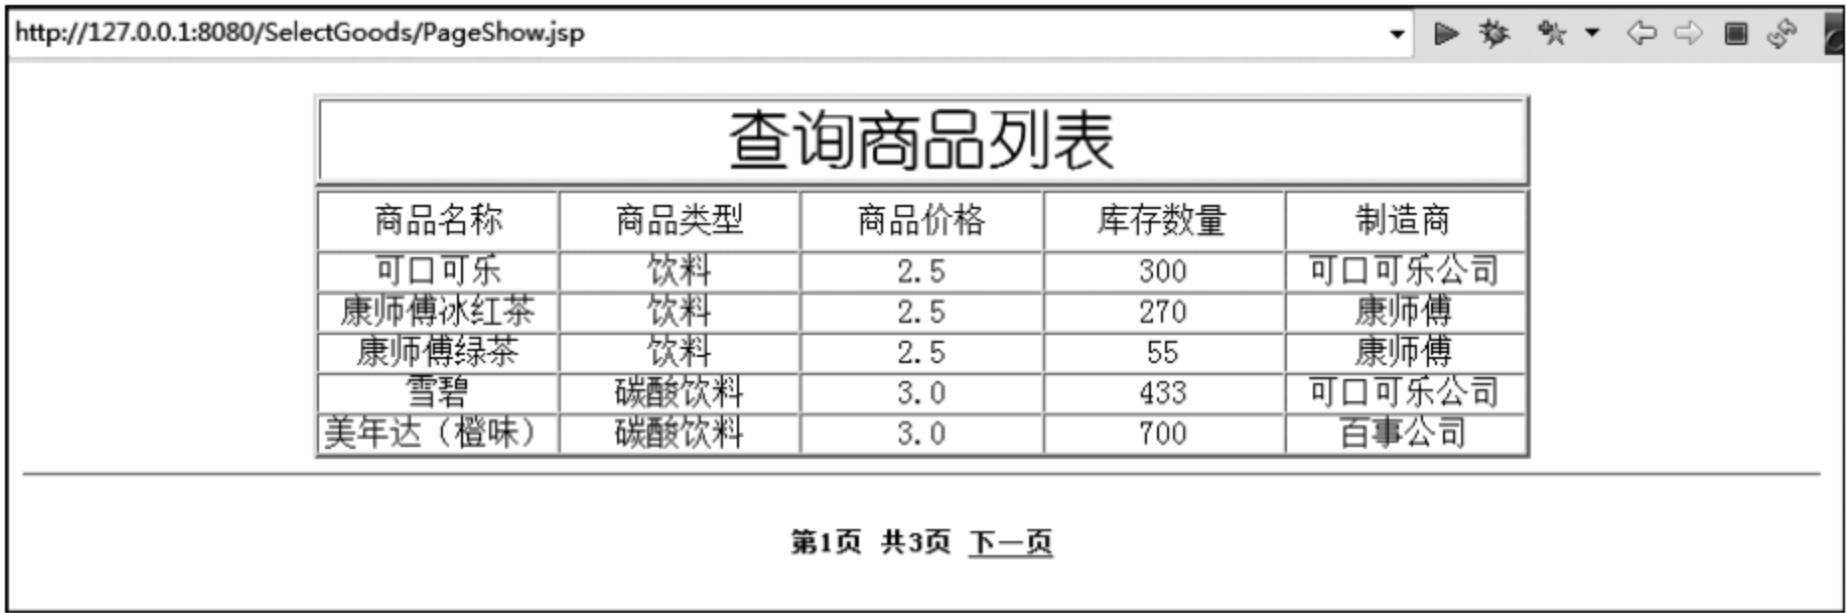 http://127.0.0.1:8080/SelectGoods/PageShow.jsp
查询商品列表
商品名称 商品类型 商品价格 库存数量 制造商
可口可乐 饮料 2.5 300 可口可乐公司
康师傅冰红茶 饮料 2.5 270 康师傅
康师傅绿茶 饮料 2.5 55 康师傅
雪碧 碳酸饮料 3.0 433 可口可乐公司
美年达（橙味） 碳酸饮料 3.0 700 百事公司
第1页 共3页 下一页